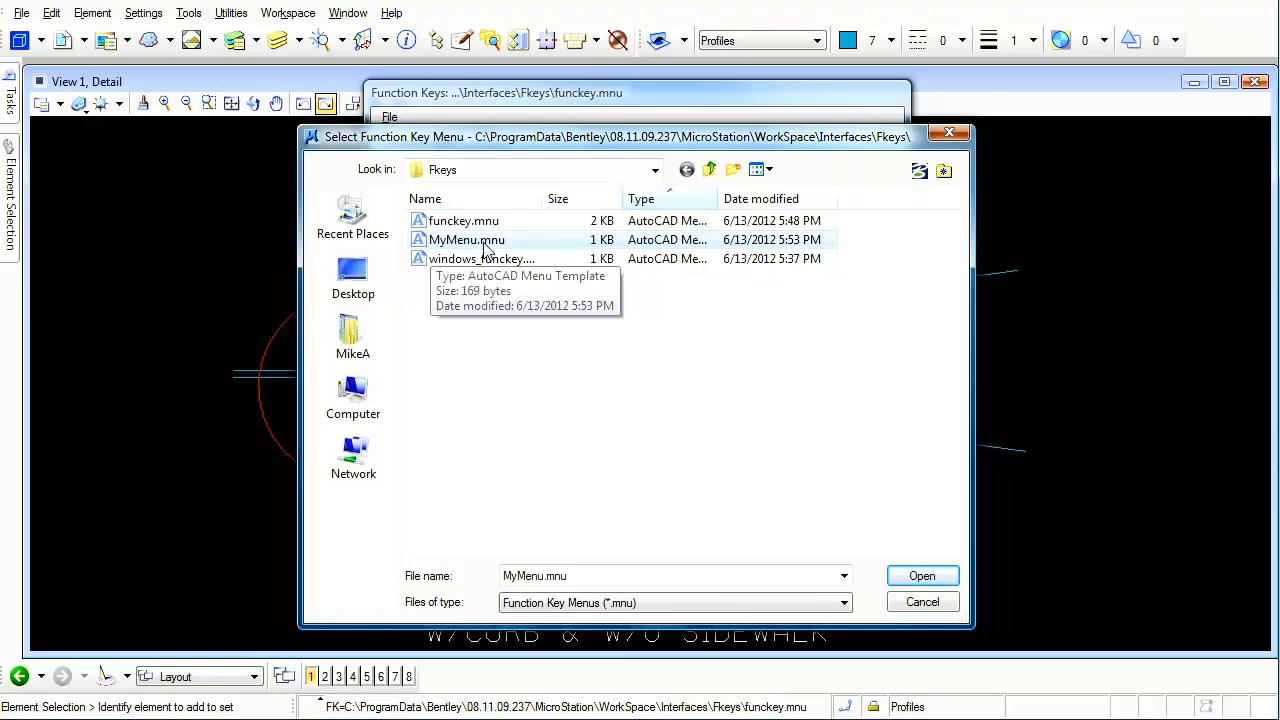 File Edit Element Settings Tools Utilities Workspace Window Help
Profiles 7 0 1 0 0
View 1, Detail
Tasks
Element Selection
Function Keys: ...\Interfaces\Fkeys\funckey.mnu
File
Select Function Key Menu - C:\ProgramData\Bentley\08.11.09.237\MicroStation\WorkSpace\Interfaces\Fkeys\
Look in: Fkeys
Name Size Type Date modified
funckey.mnu 2 KB AutoCAD Me... 6/13/2012 5:48 PM
MyMenu.mnu 1 KB AutoCAD Me... 6/13/2012 5:53 PM
windows_funckey.... 1 KB AutoCAD Me... 6/13/2012 5:37 PM
Type: AutoCAD Menu Template
Size: 169 bytes
Date modified: 6/13/2012 5:53 PM
Recent Places
Desktop
MikeA
Computer
Network
File name: MyMenu.mnu Open
Files of type: Function Key Menus (*.mnu) Cancel
W/CURB & W/O SIDEWALK
Layout 1 2 3 4 5 6 7 8
Element Selection > Identify element to add to set FK=C:\ProgramData\Bentley\08.11.09.237\MicroStation\WorkSpace\Interfaces\Fkeys\funckey.mnu Profiles